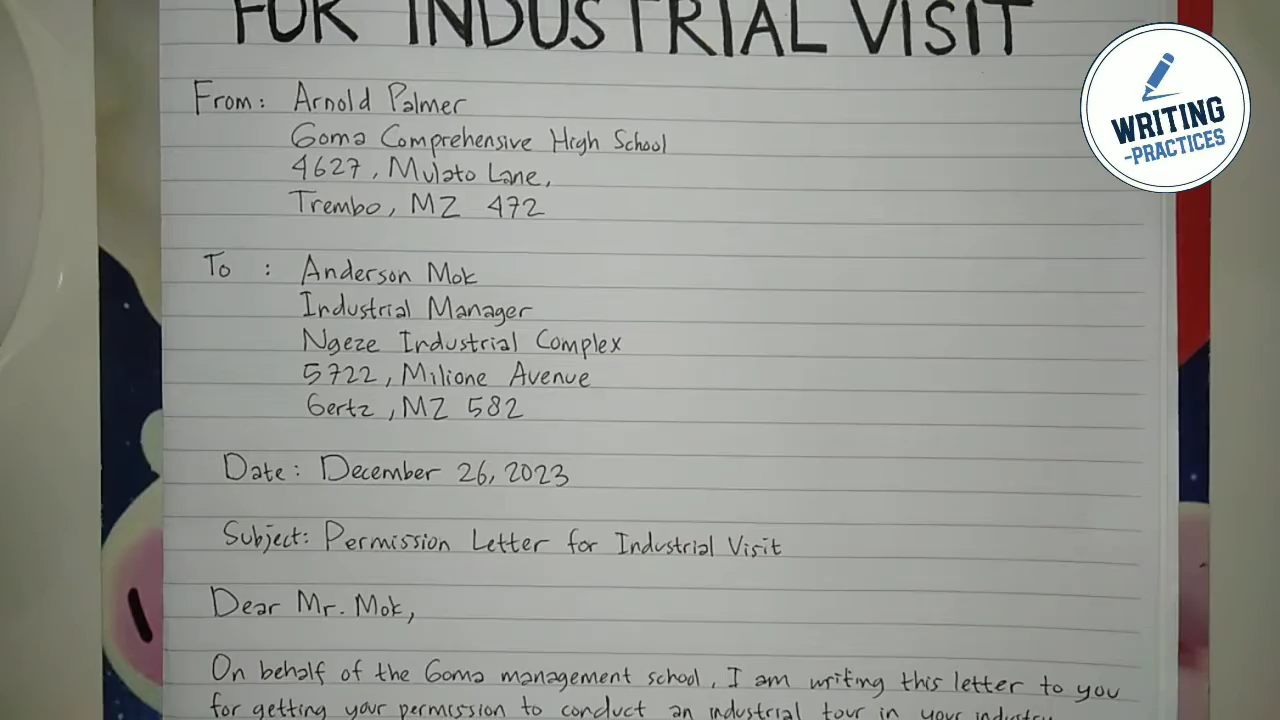 FOR INDUSTRIAL VISIT
From: Arnold Palmer
Goma Comprehensive High School
4627, Mulato Lane,
Trembo, MZ 472
To : Anderson Mok
Industrial Manager
Ngeze Industrial Complex
5722, Milione Avenue
Gertz, MZ 582
Date: December 26, 2023
Subject: Permission Letter for Industrial Visit
Dear Mr. Mok,
On behalf of the Goma management school, I am writing this letter to you
for getting your permission to conduct an industrial tour in your industry
WRITING
-PRACTICES